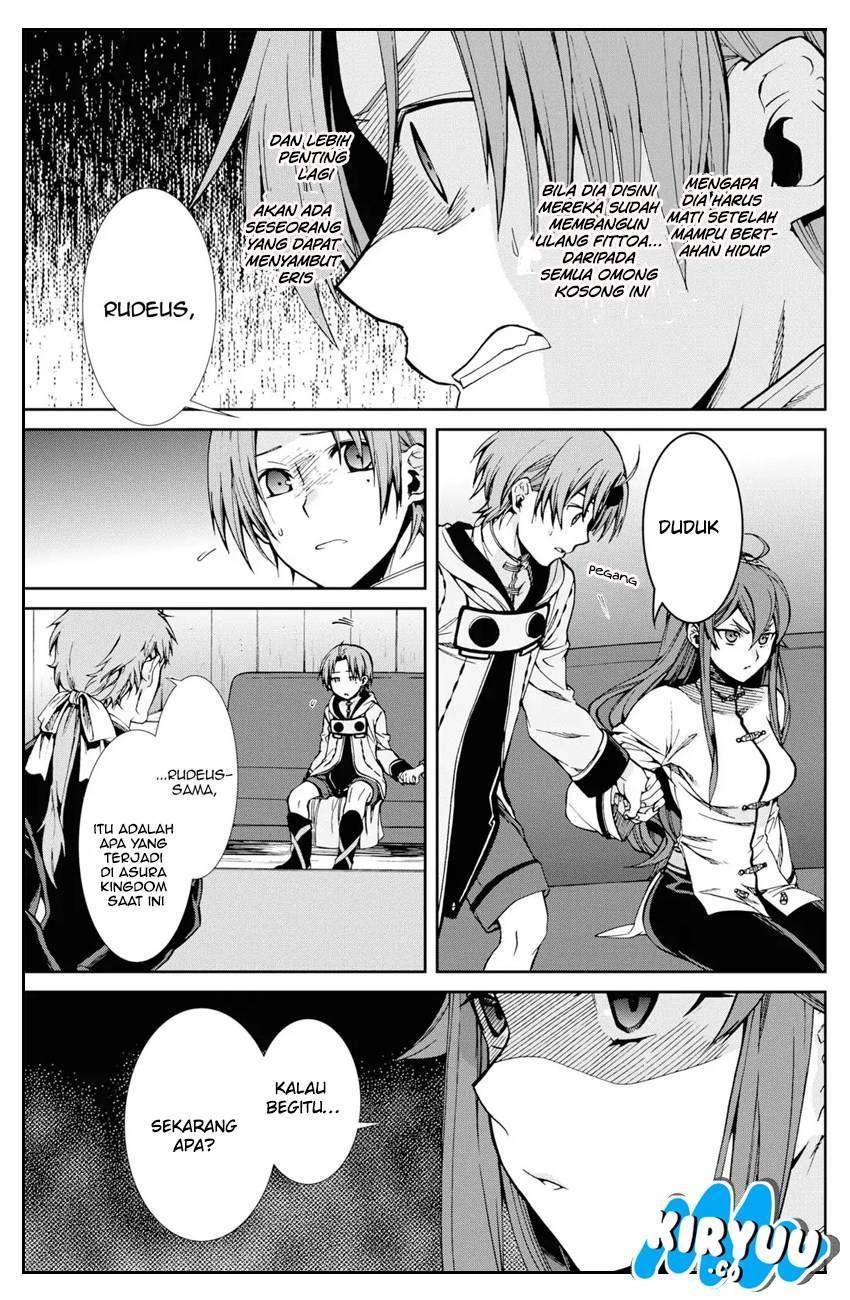 MENGAPA
DIA HARUS
MATI SETELAH
MAMPU BERT-
AHAN HIDUP
BILA DIA DISINI
MEREKA SUDAH
MEMBANGUN
ULANG FITTOA...
DARIPADA
SEMUA OMONG
KOSONG INI
DAN LEBIH
PENTING
LAGI
AKAN ADA
SESEORANG
YANG DAPAT
MENYAMBUT
ERIS
RUDEUS,
DUDUK
PEGANG
...RUDEUS-
SAMA,
ITU ADALAH
APA YANG
TERJADI
DI ASURA
KINGDOM
SAAT INI
KALAU
BEGITU...
SEKARANG
APA?
KIRYUU
.CO